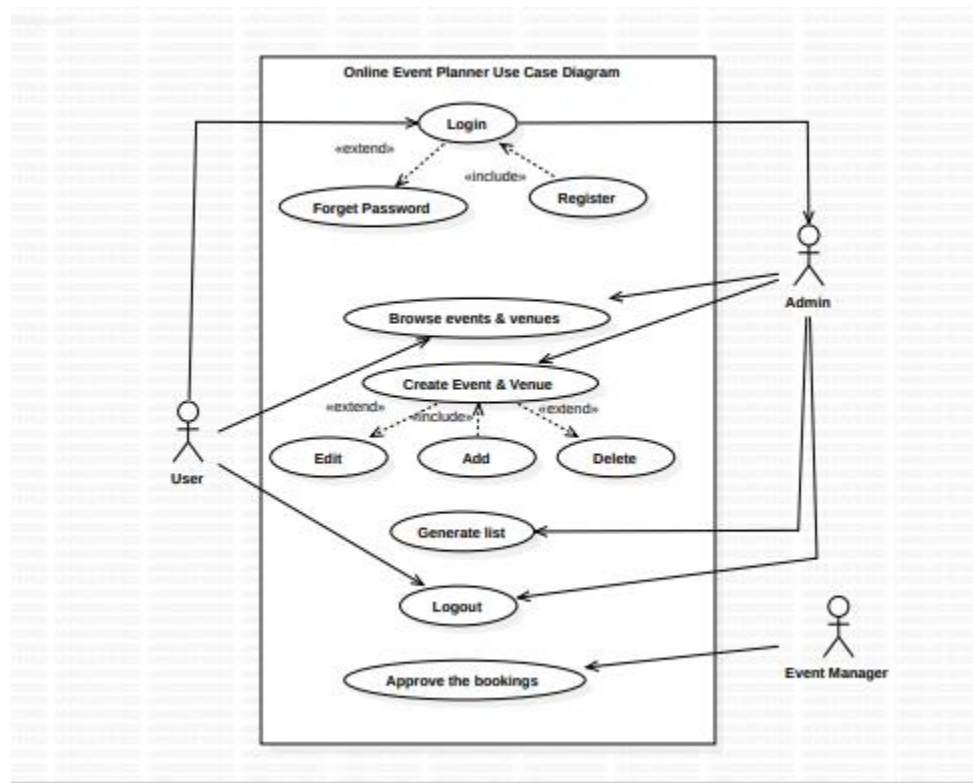 Online Event Planner Use Case Diagram
Login
«extend»
«include»
Forget Password
Register
Admin
Browse events & venues
Create Event & Venue
«extend»
«include»
«extend»
User
Edit
Add
Delete
Generate list
Logout
Event Manager
Approve the bookings